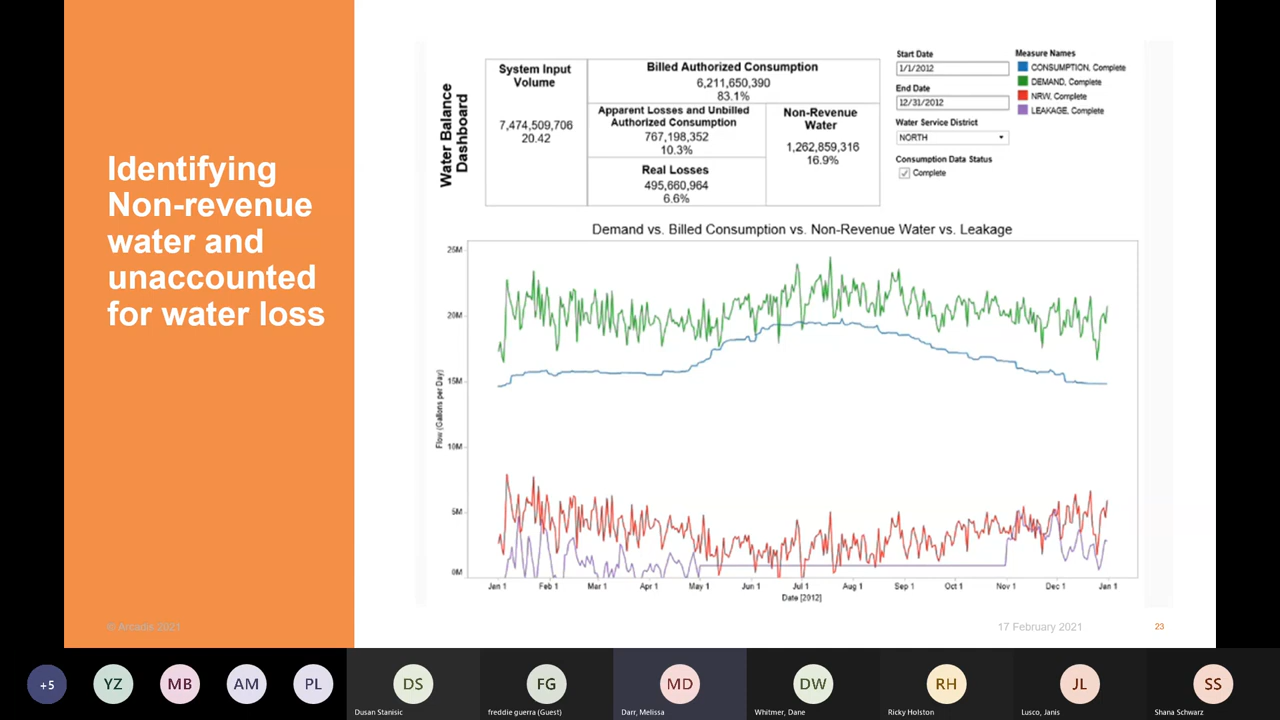 Identifying
Non-revenue
water and
unaccounted
for water loss
Water Balance
Dashboard
System Input
Volume
7,474,509,706
20.42
Billed Authorized Consumption
6,211,650,390
83.1%
Apparent Losses and Unbilled
Authorized Consumption
767,198,352
10.3%
Real Losses
495,660,964
6.6%
Non-Revenue
Water
1,262,859,316
16.9%
Start Date
1/1/2012
End Date
12/31/2012
Water Service District
NORTH
Consumption Data Status
Complete
Measure Names
CONSUMPTION, Complete
DEMAND, Complete
NRW, Complete
LEAKAGE, Complete
Demand vs. Billed Consumption vs. Non-Revenue Water vs. Leakage
Flow (Gallons per Day)
25M
20M
15M
10M
5M
0M
Jan 1 Feb 1 Mar 1 Apr 1 May 1 Jun 1 Jul 1 Aug 1 Sep 1 Oct 1 Nov 1 Dec 1 Jan 1
Date [2012]
© Arcadis 2021
17 February 2021
23
+5 YZ MB AM PL DS FG MD DW RH JL SS
Dusan Stanisic freddie guerra (Guest) Darr, Melissa Whitmer, Dane Ricky Holston Lusco, Janis Shana Schwarz